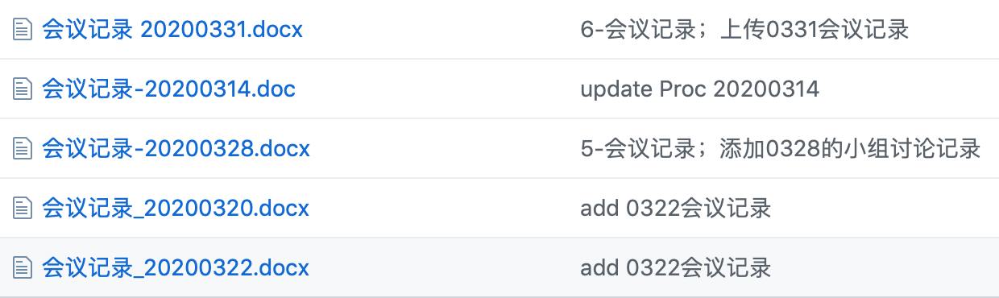 会议记录 20200331.docx 6-会议记录；上传0331会议记录
会议记录-20200314.doc update Proc 20200314
会议记录-20200328.docx 5-会议记录；添加0328的小组讨论记录
会议记录_20200320.docx add 0322会议记录
会议记录_20200322.docx add 0322会议记录